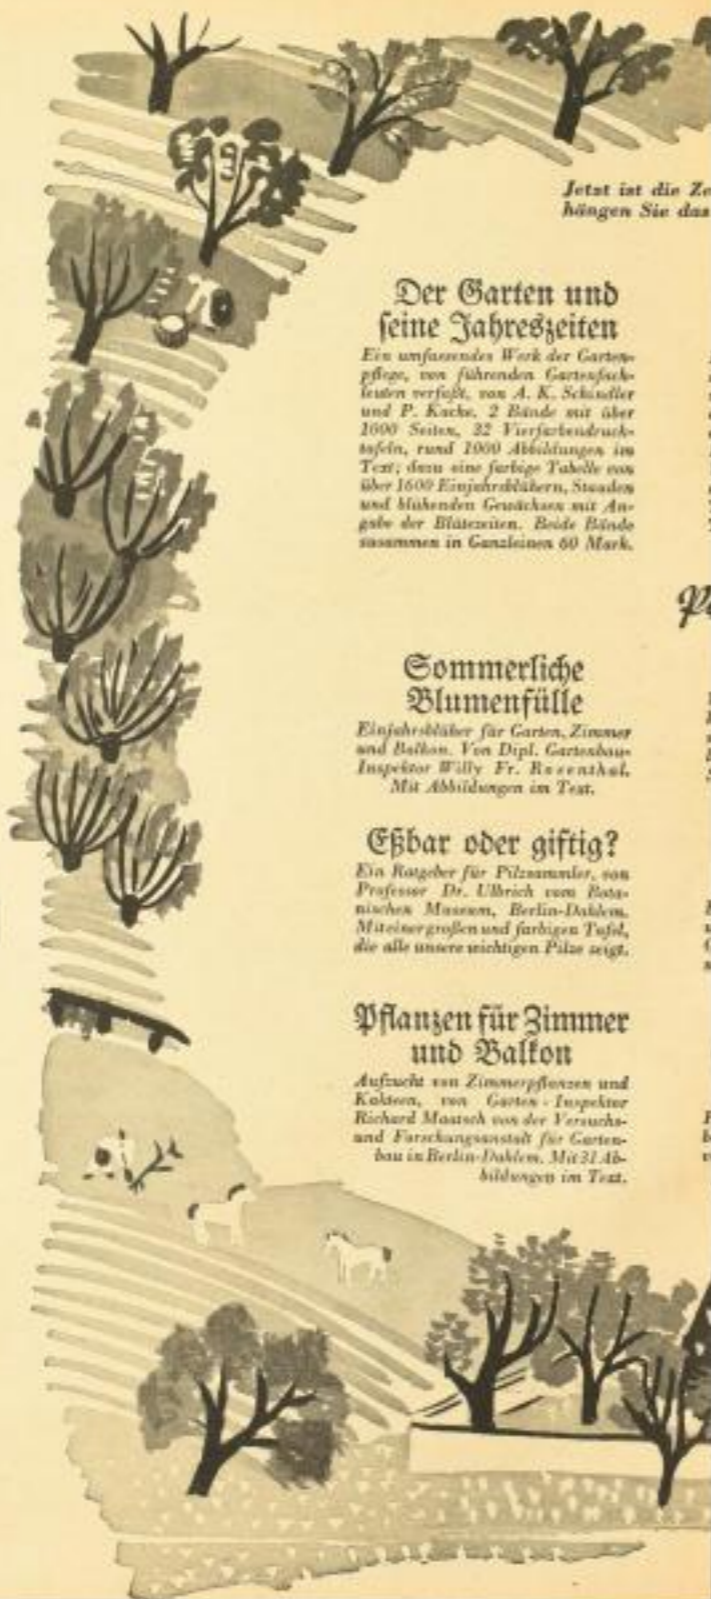 Jetzt ist die Ze
hängen Sie das
Der Garten und
seine Jahreszeiten
Ein umfassendes Werk der Garten-
pflege, von führenden Gartenfach-
leuten verfaßt, von A. K. Schindler
und P. Kache. 2 Bände mit über
1000 Seiten, 32 Vierfarbendruck-
tafeln, rund 1000 Abbildungen im
Text; dazu eine farbige Tabelle von
über 1600 Einjahrsblühern, Stauden
und blühenden Gewächsen mit An-
gabe der Blütezeiten. Beide Bände
zusammen in Ganzleinen 60 Mark.
Sommerliche
Blumenfülle
Einjahrsblüher für Garten, Zimmer
und Balkon. Von Dipl. Gartenbau-
Inspektor Willy Fr. Rosenthal.
Mit Abbildungen im Text.
Eßbar oder giftig?
Ein Ratgeber für Pilzsammler, von
Professor Dr. Ulbrich vom Bota-
nischen Museum, Berlin-Dahlem.
Mit einer großen und farbigen Tafel,
die alle unsere wichtigen Pilze zeigt.
Pflanzen für Zimmer
und Balkon
Aufzucht von Zimmerpflanzen und
Kakteen, von Garten-Inspektor
Richard Maatsch von der Versuchs-
und Forschungsanstalt für Garten-
bau in Berlin-Dahlem. Mit 31 Ab-
bildungen im Text.